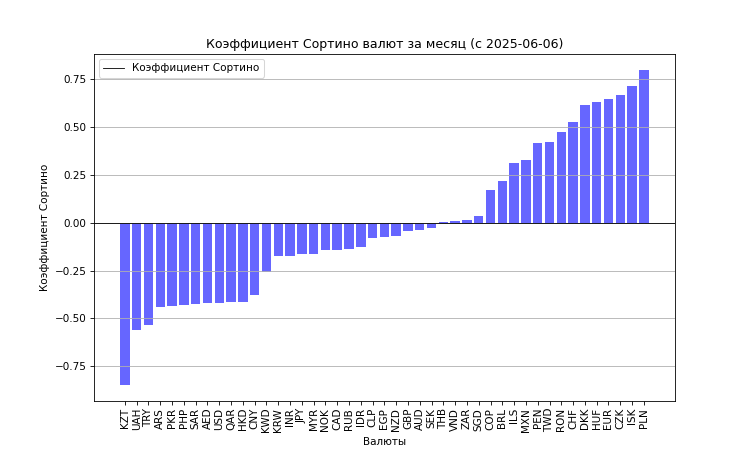 Коэффициент Сортино валют за месяц (с 2025-06-06)
Коэффициент Сортино
0.75
0.50
0.25
0.00
−0.25
−0.50
−0.75
Коэффициент Сортино
KZT UAH TRY ARS PKR PHP SAR AED USD QAR HKD CNY KWD KRW INR JPY MYR NOK CAD RUB IDR CLP EGP NZD GBP AUD SEK THB VND ZAR SGD COP BRL ILS MXN PEN TWD RON CHF DKK HUF EUR CZK ISK PLN
Валюты